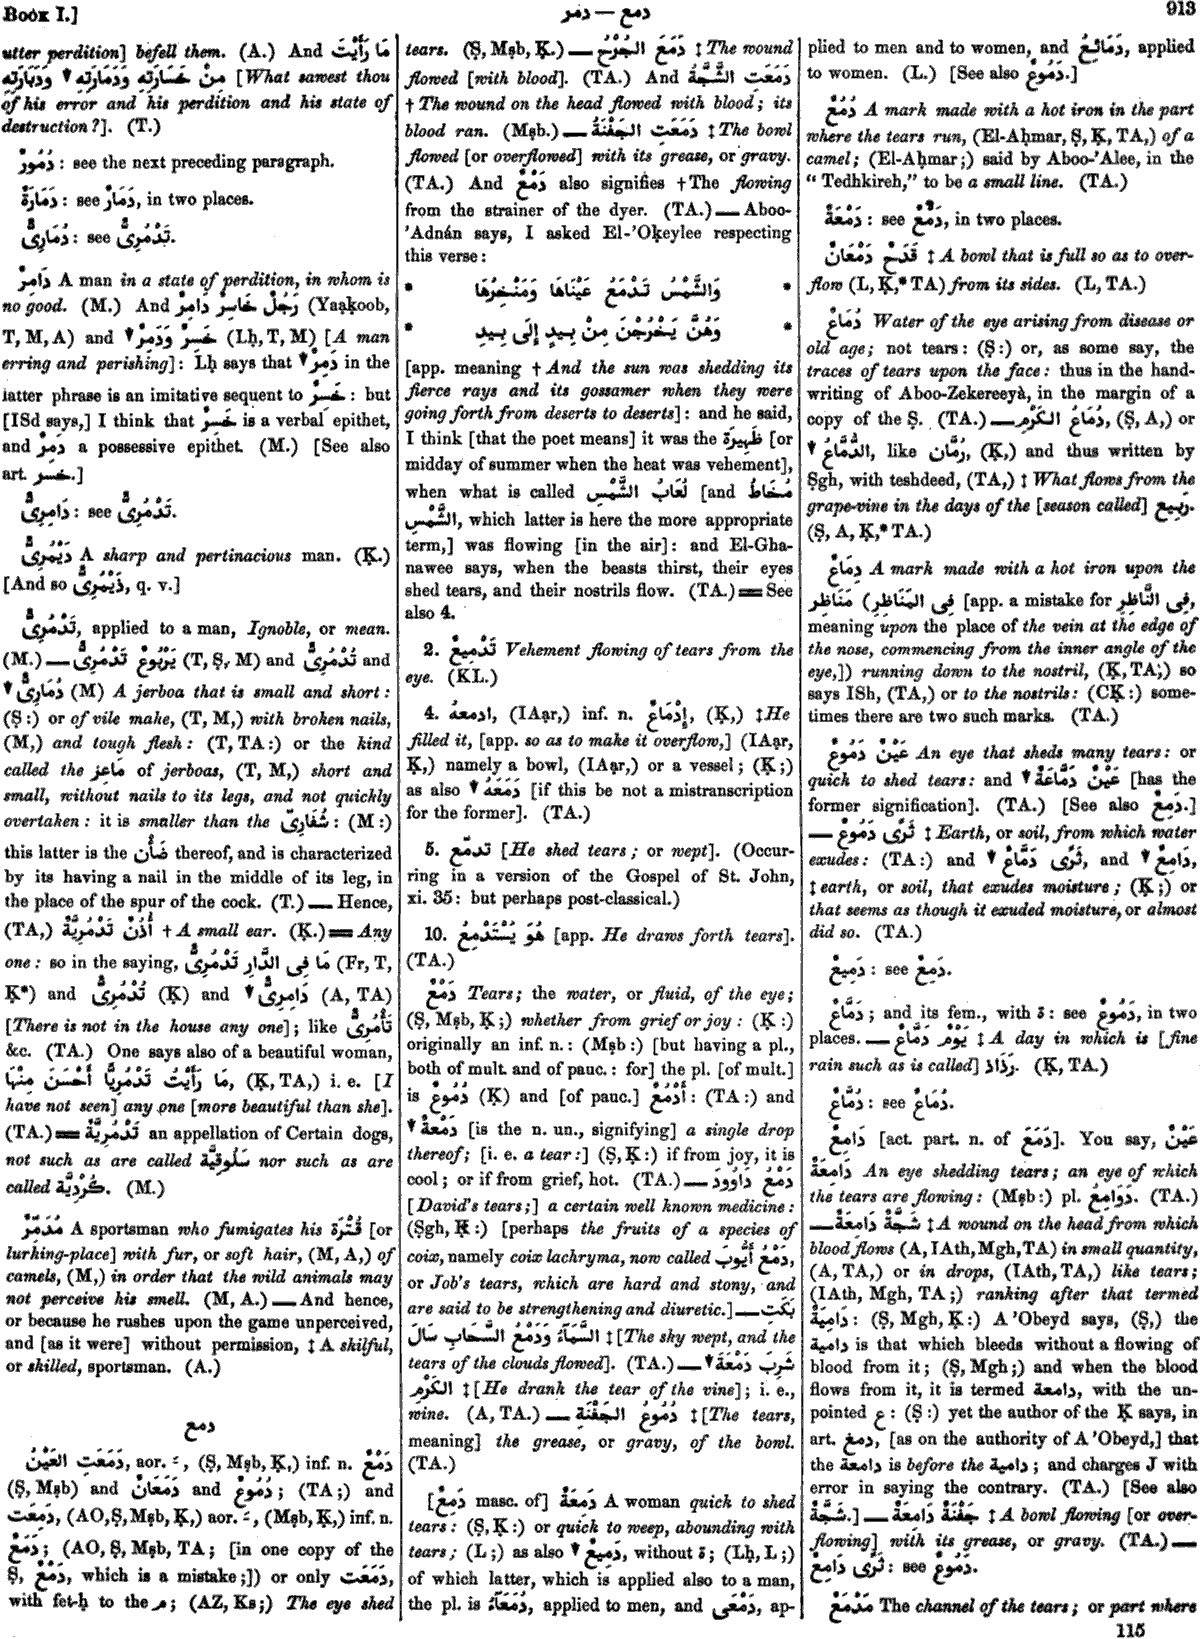 Book I.]
دمع — دمر
913
utter perdition] befell them. (A.) And مَا رَأَيْتَ
مِنْ خَسَارَتِهِ وَدَمَارَتِهِ ▼ وَدَبَارَتِهِ [What sawest thou
of his error and his perdition and his state of
destruction?]. (T.)
دُمُورٌ : see the next preceding paragraph.
دَمَارَةٌ : see دَمَارٌ, in two places.
دُمَارِىٌّ : see تَدْمُرِىٌّ.
دَامِرٌ A man in a state of perdition, in whom is
no good. (M.) And رَجُلٌ خَاسِرٌ دَامِرٌ (Yaạḳoob,
T, M, A) and ▼ خَسِرٌ وَدَمِرٌ (Lḥ, T, M) [A man
erring and perishing]: Lḥ says that ▼ دَمِرٌ in the
latter phrase is an imitative sequent to خَسِرٌ : but
[ISd says,] I think that خَسِرٌ is a verbal epithet,
and دَمِرٌ a possessive epithet. (M.) [See also
art. خسر.]
دَامِرِىٌّ : see تَدْمُرِىٌّ.
دَيْمُرِىٌّ A sharp and pertinacious man. (Ḳ.)
[And so ذَيْمُرِىٌّ, q. v.]
تَدْمُرِىٌّ, applied to a man, Ignoble, or mean.
(M.) — يَرْبُوعٌ تَدْمُرِىٌّ (T, Ṣ, M) and تُدْمُرِىٌّ and
▼ دُمَارِىٌّ (M) A jerboa that is small and short:
(Ṣ:) or of vile make, (T, M,) with broken nails,
(M,) and tough flesh: (T, TA:) or the kind
called the مَاعِز of jerboas, (T, M,) short and
small, without nails to its legs, and not quickly
overtaken: it is smaller than the شُفَارِىّ : (M:)
this latter is the ضَأْن thereof, and is characterized
by its having a nail in the middle of its leg, in
the place of the spur of the cock. (T.) — Hence,
(TA,) أُذُنٌ تَدْمُرِيَّةٌ † A small ear. (Ḳ.) = Any
one: so in the saying, مَا فِى الدَّارِ تَدْمُرِىٌّ (Fr, T,
Ḳ*) and تُدْمُرِىٌّ (Ḳ) and ▼ دَامِرِىٌّ (A, TA)
[There is not in the house any one]; like تَأْمُرِىٌّ
&c. (TA.) One says also of a beautiful woman,
مَا رَأَيْتُ تَدْمُرِيًّا أَحْسَنَ مِنْهَا, (Ḳ, TA,) i. e. [I
have not seen] any one [more beautiful than she].
(TA.) = تَدْمُرِيَّةٌ an appellation of Certain dogs,
not such as are called سَلُوقِيَّة nor such as are
called كُرْدِيَّة. (M.)
مُدَمِّرٌ A sportsman who fumigates his قُتْرَة [or
lurking-place] with fur, or soft hair, (M, A,) of
camels, (M,) in order that the wild animals may
not perceive his smell. (M, A.) — And hence,
or because he rushes upon the game unperceived,
and [as it were] without permission, ‡ A skilful,
or skilled, sportsman. (A.)
دمع
دَمَعَتِ العَيْنُ, aor. ـَ, (Ṣ, Mṣb, Ḳ,) inf. n. دَمْعٌ
(Ṣ, Mṣb) and دَمَعَانٌ and دُمُوعٌ ; (TA;) and
دَمِعَت, (AO, Ṣ, Mṣb, Ḳ,) aor. ـَ, (Mṣb, Ḳ,) inf. n.
دَمَعٌ ; (AO, Ṣ, Mṣb, TA; [in one copy of the
Ṣ, دَمْعٌ, which is a mistake;]) or only دَمَعَت,
with fet-ḥ to the م ; (AZ, Ks;) The eye shed
tears. (Ṣ, Mṣb, Ḳ.) — دَمَعَ الجُرْحُ ‡ The wound
flowed [with blood]. (TA.) And دَمَعَتِ الشَّجَّةُ
† The wound on the head flowed with blood; its
blood ran. (Mṣb.) — دَمَعَتِ الجَفْنَةُ ‡ The bowl
flowed [or overflowed] with its grease, or gravy.
(TA.) And دَمْعٌ also signifies † The flowing
from the strainer of the dyer. (TA.) — Aboo-
'Adnán says, I asked El-'Oḳeylee respecting
this verse:
* وَالشَّمْسُ تَدْمَعُ عَيْنَاهَا وَمَنْخِرُهَا *
* وَهُنَّ يَخْرُجْنَ مِنْ بِيدٍ إِلَى بِيدِ *
[app. meaning † And the sun was shedding its
fierce rays and its gossamer when they were
going forth from deserts to deserts]: and he said,
I think [that the poet means] it was the ظَهِيرَة [or
midday of summer when the heat was vehement],
when what is called لُعَابُ الشَّمْسِ [and مُخَاطُ
الشَّمْسِ, which latter is here the more appropriate
term,] was flowing [in the air]: and El-Gha-
nawee says, when the beasts thirst, their eyes
shed tears, and their nostrils flow. (TA.) = See
also 4.
2. تَدْمِيعٌ Vehement flowing of tears from the
eye. (KL.)
4. ادمعهُ, (IAạr,) inf. n. إِدْمَاعٌ, (Ḳ,) ‡ He
filled it, [app. so as to make it overflow,] (IAạr,
Ḳ,) namely a bowl, (IAạr,) or a vessel; (Ḳ;)
as also ▼ دَمَعَهُ [if this be not a mistranscription
for the former]. (TA.)
5. تدمّع [He shed tears; or wept]. (Occur-
ring in a version of the Gospel of St. John,
xi. 35: but perhaps post-classical.)
10. هُوَ يُسْتَدْمِعُ [app. He draws forth tears].
(TA.)
دَمْعٌ Tears; the water, or fluid, of the eye;
(Ṣ, Mṣb, Ḳ;) whether from grief or joy: (Ḳ:)
originally an inf. n.: (Mṣb:) [but having a pl.,
both of mult. and of pauc.: for] the pl. [of mult.]
is دُمُوعٌ (Ḳ) and [of pauc.] أَدْمُعٌ : (TA:) and
▼ دَمْعَةٌ [is the n. un., signifying] a single drop
thereof; [i. e. a tear:] (Ṣ, Ḳ:) if from joy, it is
cool; or if from grief, hot. (TA.) — دَمْعُ دَاوُودَ
[David's tears;] a certain well known medicine:
(Ṣgh, Ḳ:) [perhaps the fruits of a species of
coix, namely coix lachryma, now called دَمْعُ أَيُّوبَ,
or Job's tears, which are hard and stony, and
are said to be strengthening and diuretic.] — بَكَتِ
السَّمَآءُ وَدَمْعُ السَّحَابِ سَالَ ‡ [The sky wept, and the
tears of the clouds flowed]. (TA.) — ▼ شَرِبَ دَمْعَةَ
الكَرْمِ ‡ [He drank the tear of the vine]; i. e.,
wine. (A, TA.) — دُمُوعُ الجَفْنَةِ ‡ [The tears,
meaning] the grease, or gravy, of the bowl.
(TA.)
[دَمِعٌ masc. of] دَمِعَةٌ A woman quick to shed
tears: (Ṣ, Ḳ:) or quick to weep, abounding with
tears; (L;) as also ▼ دَمِيعٌ, without ة ; (Lḥ, L;)
of which latter, which is applied also to a man,
the pl. is دُمَعَآءُ, applied to men, and دَمْعَى, ap-
plied to men and to women, and دَمَائِعُ, applied
to women. (L.) [See also دَمُوعٌ.]
دُمُعٌ A mark made with a hot iron in the part
where the tears run, (El-Aḥmar, Ṣ, Ḳ, TA,) of a
camel; (El-Aḥmar;) said by Aboo-'Alee, in the
“Tedhkireh,” to be a small line. (TA.)
دَمْعَةٌ : see دَمْعٌ, in two places.
قَدَحٌ دَمْعَانُ ‡ A bowl that is full so as to over-
flow (L, Ḳ,* TA) from its sides. (L, TA.)
دُمَاعٌ Water of the eye arising from disease or
old age; not tears: (Ṣ:) or, as some say, the
traces of tears upon the face: thus in the hand-
writing of Aboo-Zekereeyà, in the margin of a
copy of the Ṣ. (TA.) — دُمَاعُ الكَرْمِ, (Ṣ, A,) or
▼ الدُّمَّاعُ, like رُمَّان, (Ḳ,) and thus written by
Ṣgh, with teshdeed, (TA,) ‡ What flows from the
grape-vine in the days of the [season called] رَبِيع.
(Ṣ, A, Ḳ,* TA.)
دِمَاعٌ A mark made with a hot iron upon the
مَنَاظِر (فِى المَنَاظِر [app. a mistake for فِى النَّاظِرِ,
meaning upon the place of the vein at the edge of
the nose, commencing from the inner angle of the
eye,]) running down to the nostril, (Ḳ, TA,) so
says ISh, (TA,) or to the nostrils: (CḲ:) some-
times there are two such marks. (TA.)
عَيْنٌ دَمُوعٌ An eye that sheds many tears: or
quick to shed tears: and ▼ عَيْنٌ دَمَّاعَةٌ [has the
former signification]. (TA.) [See also دَمِعٌ.]
— ثَرًى دَمُوعٌ ‡ Earth, or soil, from which water
exudes: (TA:) and ▼ ثَرًى دَمَّاعٌ, and ▼ دَامِعٌ,
‡ earth, or soil, that exudes moisture; (Ḳ;) or
that seems as though it exuded moisture, or almost
did so. (TA.)
دَمِيعٌ : see دَمِعٌ.
دَمَّاعٌ ; and its fem., with ة : see دَمُوعٌ, in two
places. — يَوْمٌ دَمَّاعٌ ‡ A day in which is [fine
rain such as is called] رَذَاذ. (Ḳ, TA.)
دُمَّاعٌ : see دُمَاعٌ.
دَامِعٌ [act. part. n. of دَمَعَ]. You say, عَيْنٌ
دَامِعَةٌ An eye shedding tears; an eye of which
the tears are flowing: (Mṣb:) pl. دَوَامِعُ. (TA.)
— شَجَّةٌ دَامِعَةٌ ‡ A wound on the head from which
blood flows (A, IAth, Mgh, TA) in small quantity,
(A, TA,) or in drops, (IAth, TA,) like tears;
(IAth, Mgh, TA;) ranking after that termed
دَامِيَةٌ : (Ṣ, Mgh, Ḳ:) A'Obeyd says, (Ṣ,) the
دامية is that which bleeds without a flowing of
blood from it; (Ṣ, Mgh;) and when the blood
flows from it, it is termed دامعة, with the un-
pointed ع : (Ṣ:) yet the author of the Ḳ says, in
art. دمغ, [as on the authority of A'Obeyd,] that
the دامعة is before the دامية ; and charges J with
error in saying the contrary. (TA.) [See also
شَجَّةٌ.] — جَفْنَةٌ دَامِعَةٌ ‡ A bowl flowing [or over-
flowing] with its grease, or gravy. (TA.) —
ثَرًى دَامِعٌ : see دَمُوعٌ.
مَدْمَعٌ The channel of the tears; or part where
115